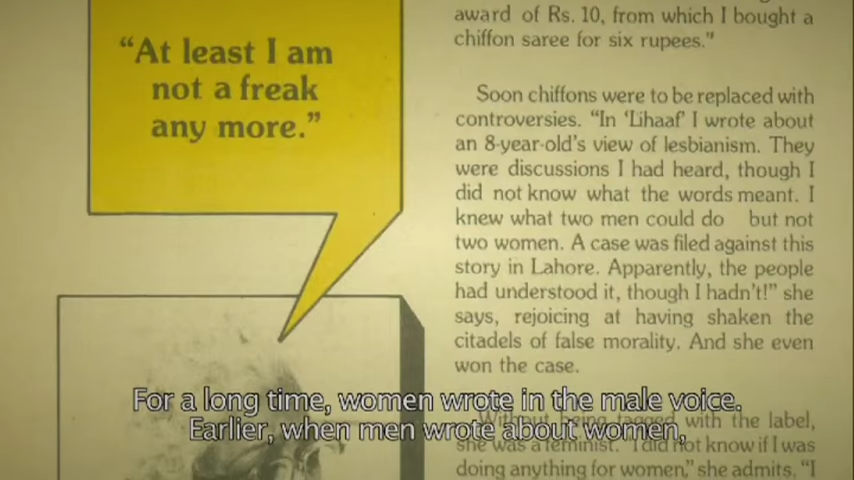 “At least I am
not a freak
any more.”
award of Rs. 10, from which I bought a
chiffon saree for six rupees."
Soon chiffons were to be replaced with
controversies. “In ‘Lihaaf’ I wrote about
an 8-year-old’s view of lesbianism. They
were discussions I had heard, though I
did not know what the words meant. I
knew what two men could do but not
two women. A case was filed against this
story in Lahore. Apparently, the people
had understood it, though I hadn’t!” she
says, rejoicing at having shaken the
citadels of false morality. And she even
won the case.
Without being tagged with the label,
she was a feminist. “I did not know if I was
doing anything for women,” she admits. “I
For a long time, women wrote in the male voice.
Earlier, when men wrote about women,